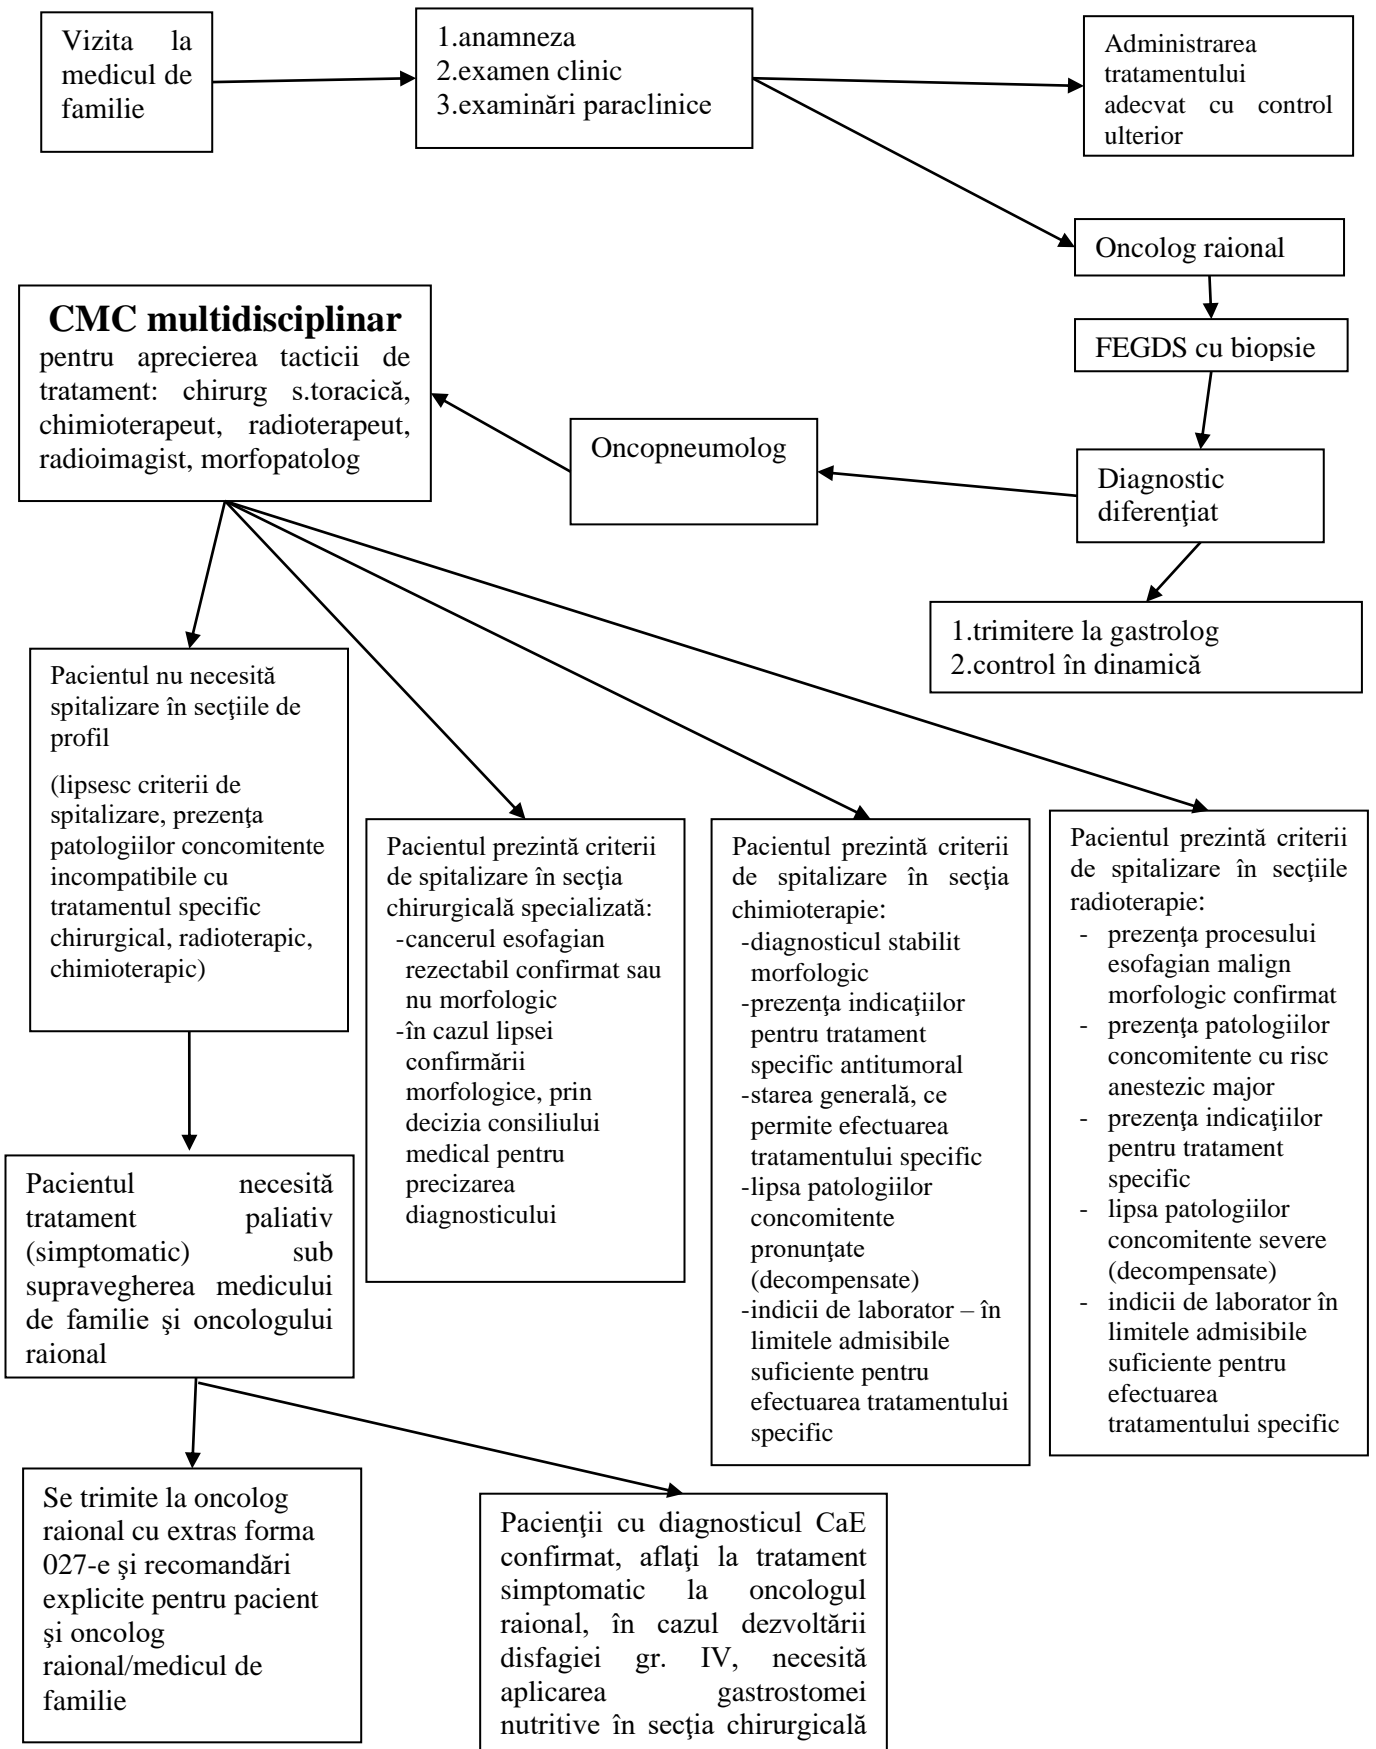 Vizita la
medicul de
familie
1.anamneza
2.examen clinic
3.examinări paraclinice
Administrarea
tratamentului
adecvat cu control
ulterior
Oncolog raional
FEGDS cu biopsie
Diagnostic
diferenţiat
1.trimitere la gastrolog
2.control în dinamică
Oncopneumolog
CMC multidisciplinar
pentru aprecierea tacticii de
tratament: chirurg s.toracică,
chimioterapeut, radioterapeut,
radioimagist, morfopatolog
Pacientul nu necesită
spitalizare în secţiile de
profil
(lipsesc criterii de
spitalizare, prezenţa
patologiilor concomitente
incompatibile cu
tratamentul specific
chirurgical, radioterapic,
chimioterapic)
Pacientul prezintă criterii
de spitalizare în secţia
chirurgicală specializată:
-cancerul esofagian
rezectabil confirmat sau
nu morfologic
-în cazul lipsei
confirmării
morfologice, prin
decizia consiliului
medical pentru
precizarea
diagnosticului
Pacientul prezintă criterii
de spitalizare în secţia
chimioterapie:
-diagnosticul stabilit
morfologic
-prezenţa indicaţiilor
pentru tratament
specific antitumoral
-starea generală, ce
permite efectuarea
tratamentului specific
-lipsa patologiilor
concomitente
pronunţate
(decompensate)
-indicii de laborator – în
limitele admisibile
suficiente pentru
efectuarea tratamentului
specific
Pacientul prezintă criterii
de spitalizare în secţiile
radioterapie:
- prezenţa procesului
esofagian malign
morfologic confirmat
- prezenţa patologiilor
concomitente cu risc
anestezic major
- prezenţa indicaţiilor
pentru tratament
specific
- lipsa patologiilor
concomitente severe
(decompensate)
- indicii de laborator în
limitele admisibile
suficiente pentru
efectuarea
tratamentului specific
Pacientul necesită
tratament paliativ
(simptomatic) sub
supravegherea medicului
de familie şi oncologului
raional
Se trimite la oncolog
raional cu extras forma
027-e şi recomandări
explicite pentru pacient
şi oncolog
raional/medicul de
familie
Pacienţii cu diagnosticul CaE
confirmat, aflaţi la tratament
simptomatic la oncologul
raional, în cazul dezvoltării
disfagiei gr. IV, necesită
aplicarea gastrostomei
nutritive în secţia chirurgicală